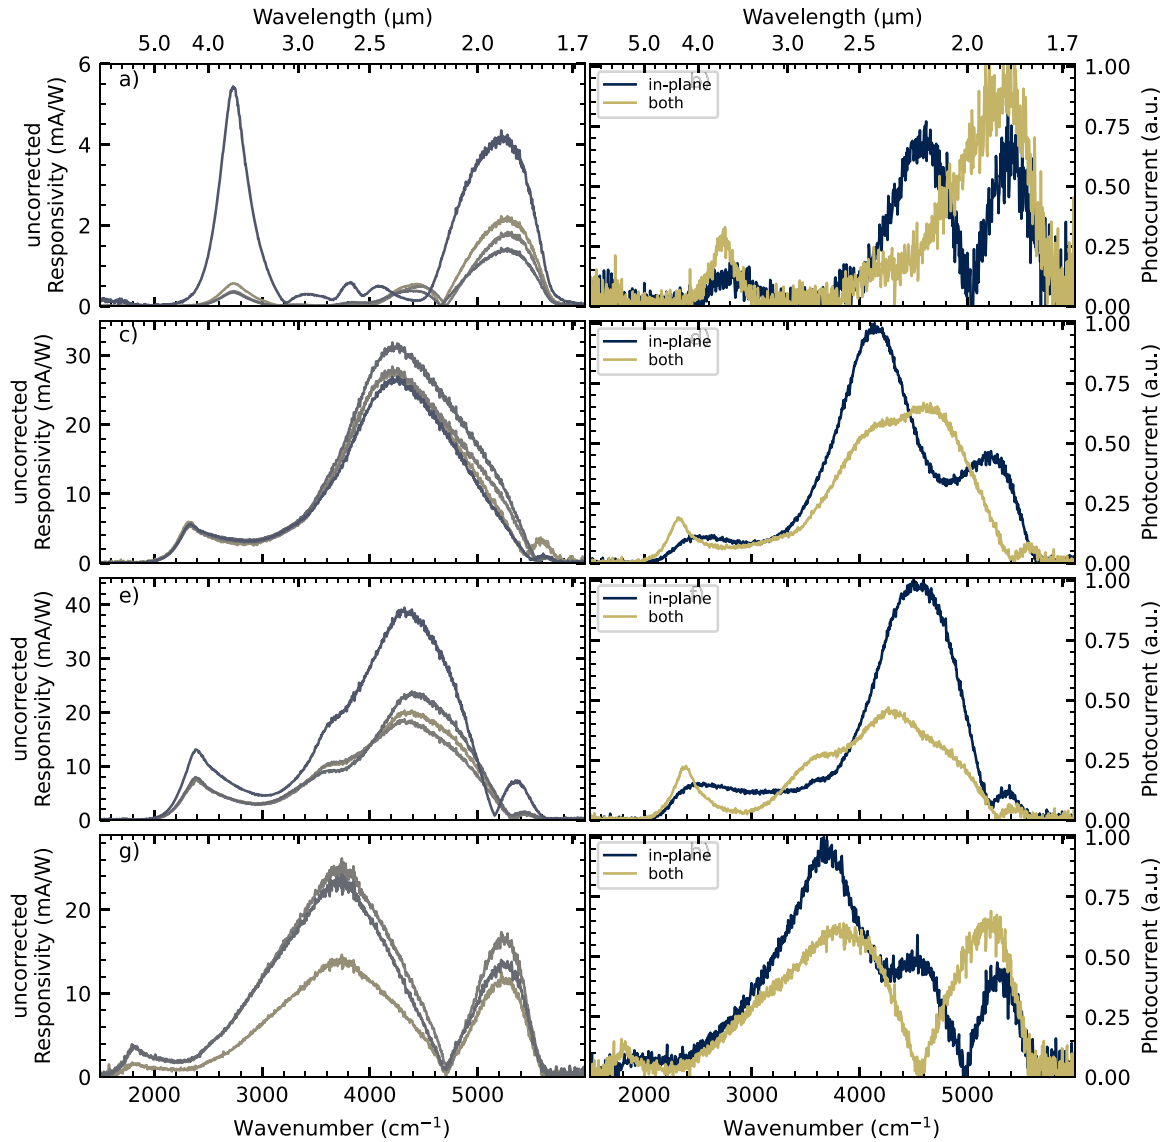 Wavelength (μm)
Wavelength (μm)
5.0 4.0 3.0 2.5 2.0
5.0 4.0 3.0 2.5 2.0 1.7
a)
6
4
2
0
uncorrected
Responsivity (mA/W)
b)
in-plane
both
1.00
0.75
0.50
0.25
0.00
Photocurrent (a.u.)
c)
30
20
10
0
uncorrected
Responsivity (mA/W)
d)
in-plane
both
1.00
0.75
0.50
0.25
0.00
Photocurrent (a.u.)
e)
40
30
20
10
0
uncorrected
Responsivity (mA/W)
f)
in-plane
both
1.00
0.75
0.50
0.25
0.00
Photocurrent (a.u.)
g)
20
10
0
uncorrected
Responsivity (mA/W)
h)
in-plane
both
1.00
0.75
0.50
0.25
0.00
Photocurrent (a.u.)
2000 3000 4000 5000
2000 3000 4000 5000
Wavenumber (cm⁻¹)
Wavenumber (cm⁻¹)